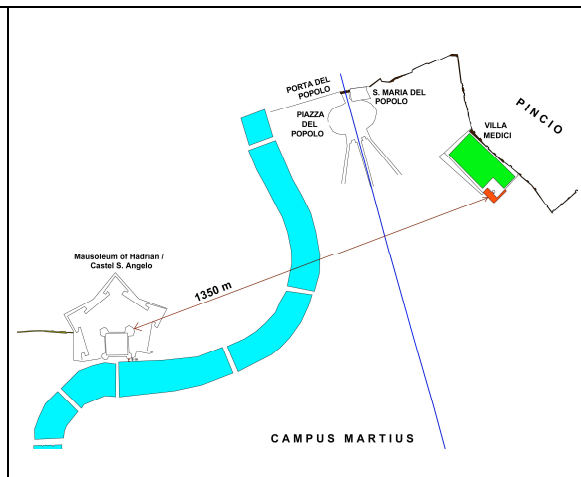 PORTA DEL
POPOLO
S. MARIA DEL
POPOLO
PIAZZA
DEL
POPOLO
PINCIO
VILLA
MEDICI
Mausoleum of Hadrian /
Castel S. Angelo
1350 m
CAMPUS MARTIUS